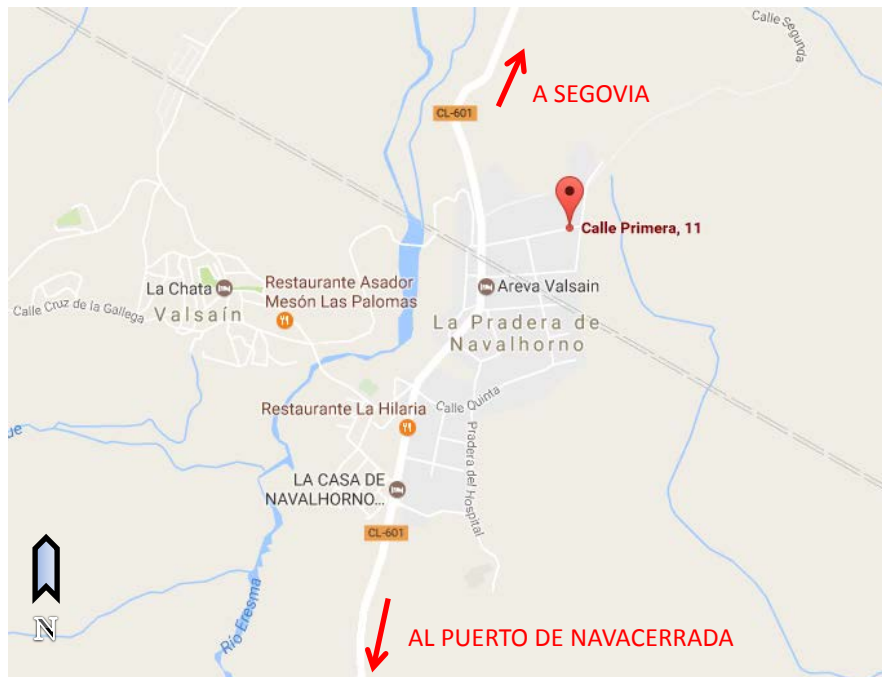 Calle Segunda
A SEGOVIA
CL-601
Calle Primera, 11
La Chata
Restaurante Asador
Mesón Las Palomas
Areva Valsain
Calle Cruz de la Gallega
Valsaín
La Pradera de
Navalhorno
Restaurante La Hilaria
Calle Quinta
de
Pradera del Hospital
LA CASA DE
NAVALHORNO...
CL-601
Río Eresma
N
AL PUERTO DE NAVACERRADA